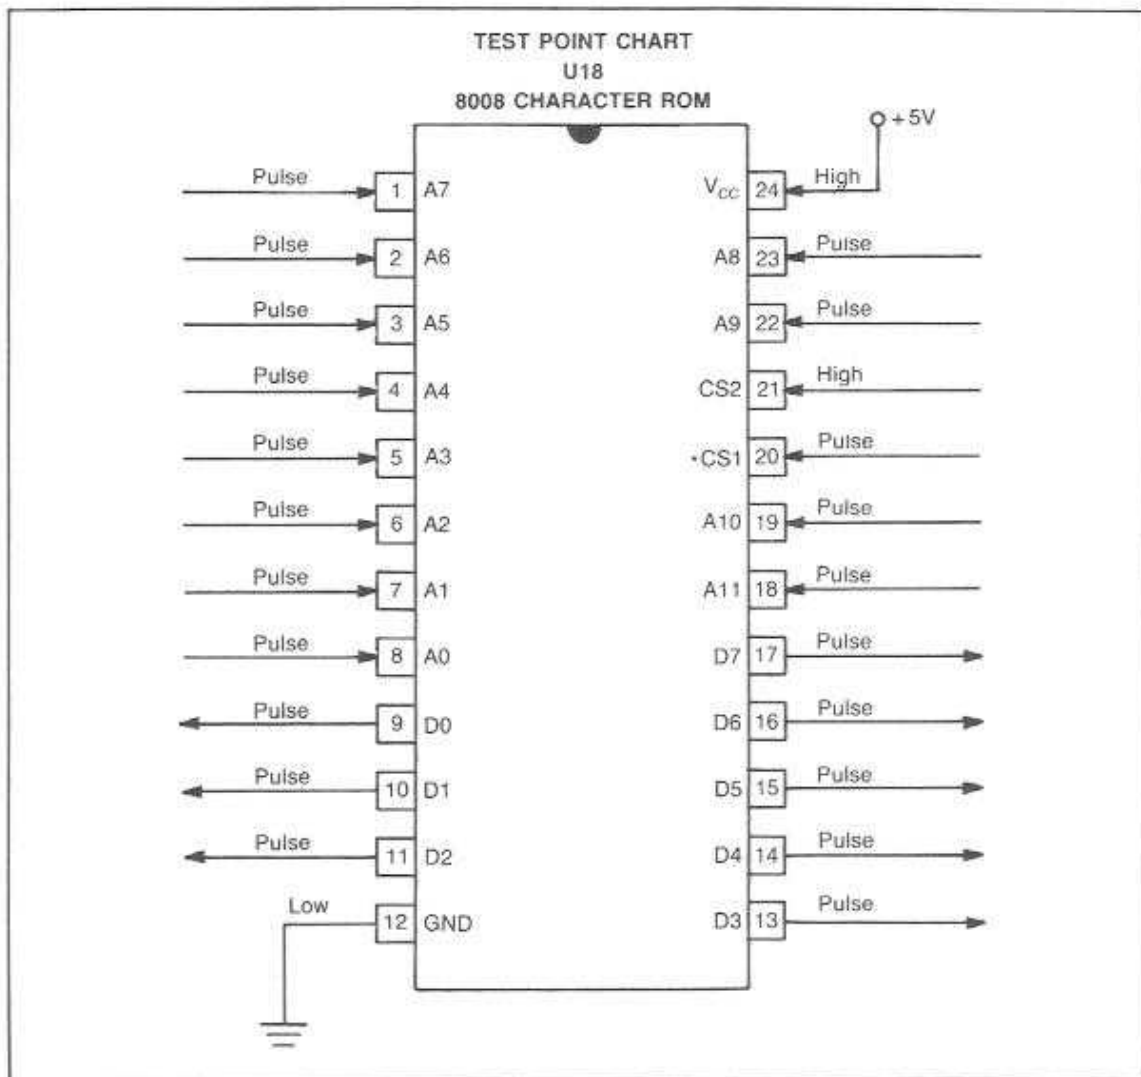 TEST POINT CHART
U18
8008 CHARACTER ROM
+5V
Pulse 1 A7 VCC 24 High
Pulse 2 A6 A8 23 Pulse
Pulse 3 A5 A9 22 Pulse
Pulse 4 A4 CS2 21 High
Pulse 5 A3 •CS1 20 Pulse
Pulse 6 A2 A10 19 Pulse
Pulse 7 A1 A11 18 Pulse
Pulse 8 A0 D7 17 Pulse
Pulse 9 D0 D6 16 Pulse
Pulse 10 D1 D5 15 Pulse
Pulse 11 D2 D4 14 Pulse
Low 12 GND D3 13 Pulse